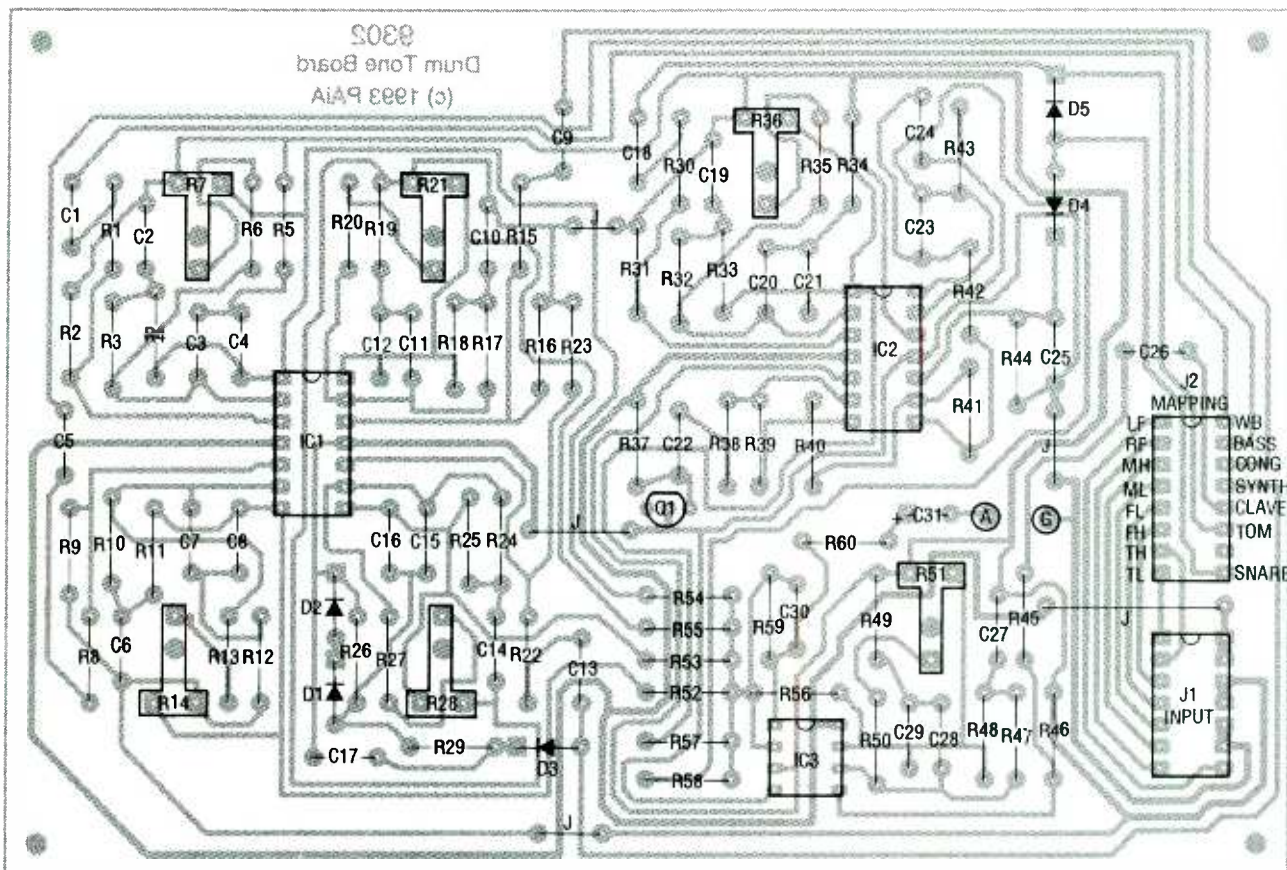 9302
Drum Tone Board
(c) 1993 PAiA
C1
R1
C2
R7
R6
R5
R20
R19
R21
C10
R15
C9
J
C18
R30
C19
R36
R35
R34
C24
R43
D5
D4
C23
R2
R3
R4
C3
C4
C12
C11
R18
R17
R16
R23
R31
R32
R33
C20
C21
IC2
R42
R44
C25
C26
J2
MAPPING
C5
IC1
R37
C22
R38
R39
R40
R41
J
LF
RF
MH
ML
FL
FH
TH
TL
WB
BASS
CONG
SYNTH
CLAVE
TOM
SNARE
R9
R10
R11
C7
C8
C16
C15
R25
R24
J
Q1
+
C31
A
G
R60
R8
C6
R14
R13
R12
D2
D1
R26
R27
R28
C14
R22
C13
R54
R55
R53
R52
R57
R58
R59
C30
R49
R51
C27
R45
J
C17
R29
D3
R56
IC3
R50
C29
C28
R48
R47
R46
J1
INPUT
J